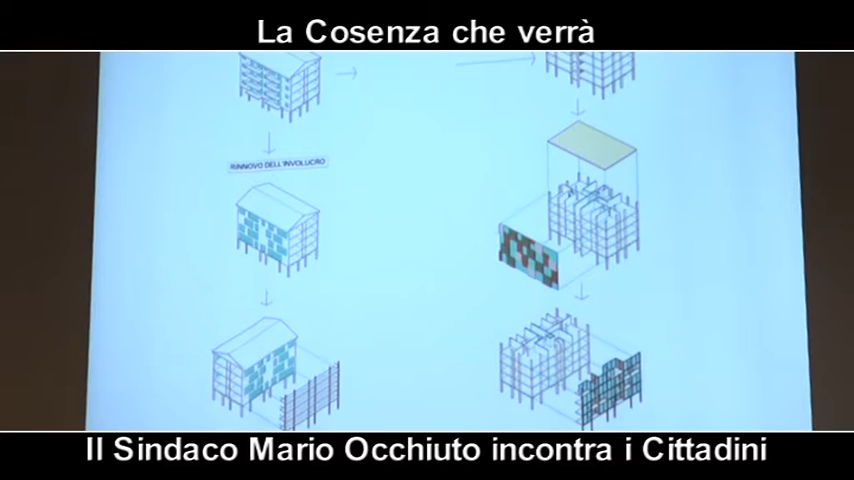 La Cosenza che verrà
RINNOVO DELL'INVOLUCRO
Il Sindaco Mario Occhiuto incontra i Cittadini